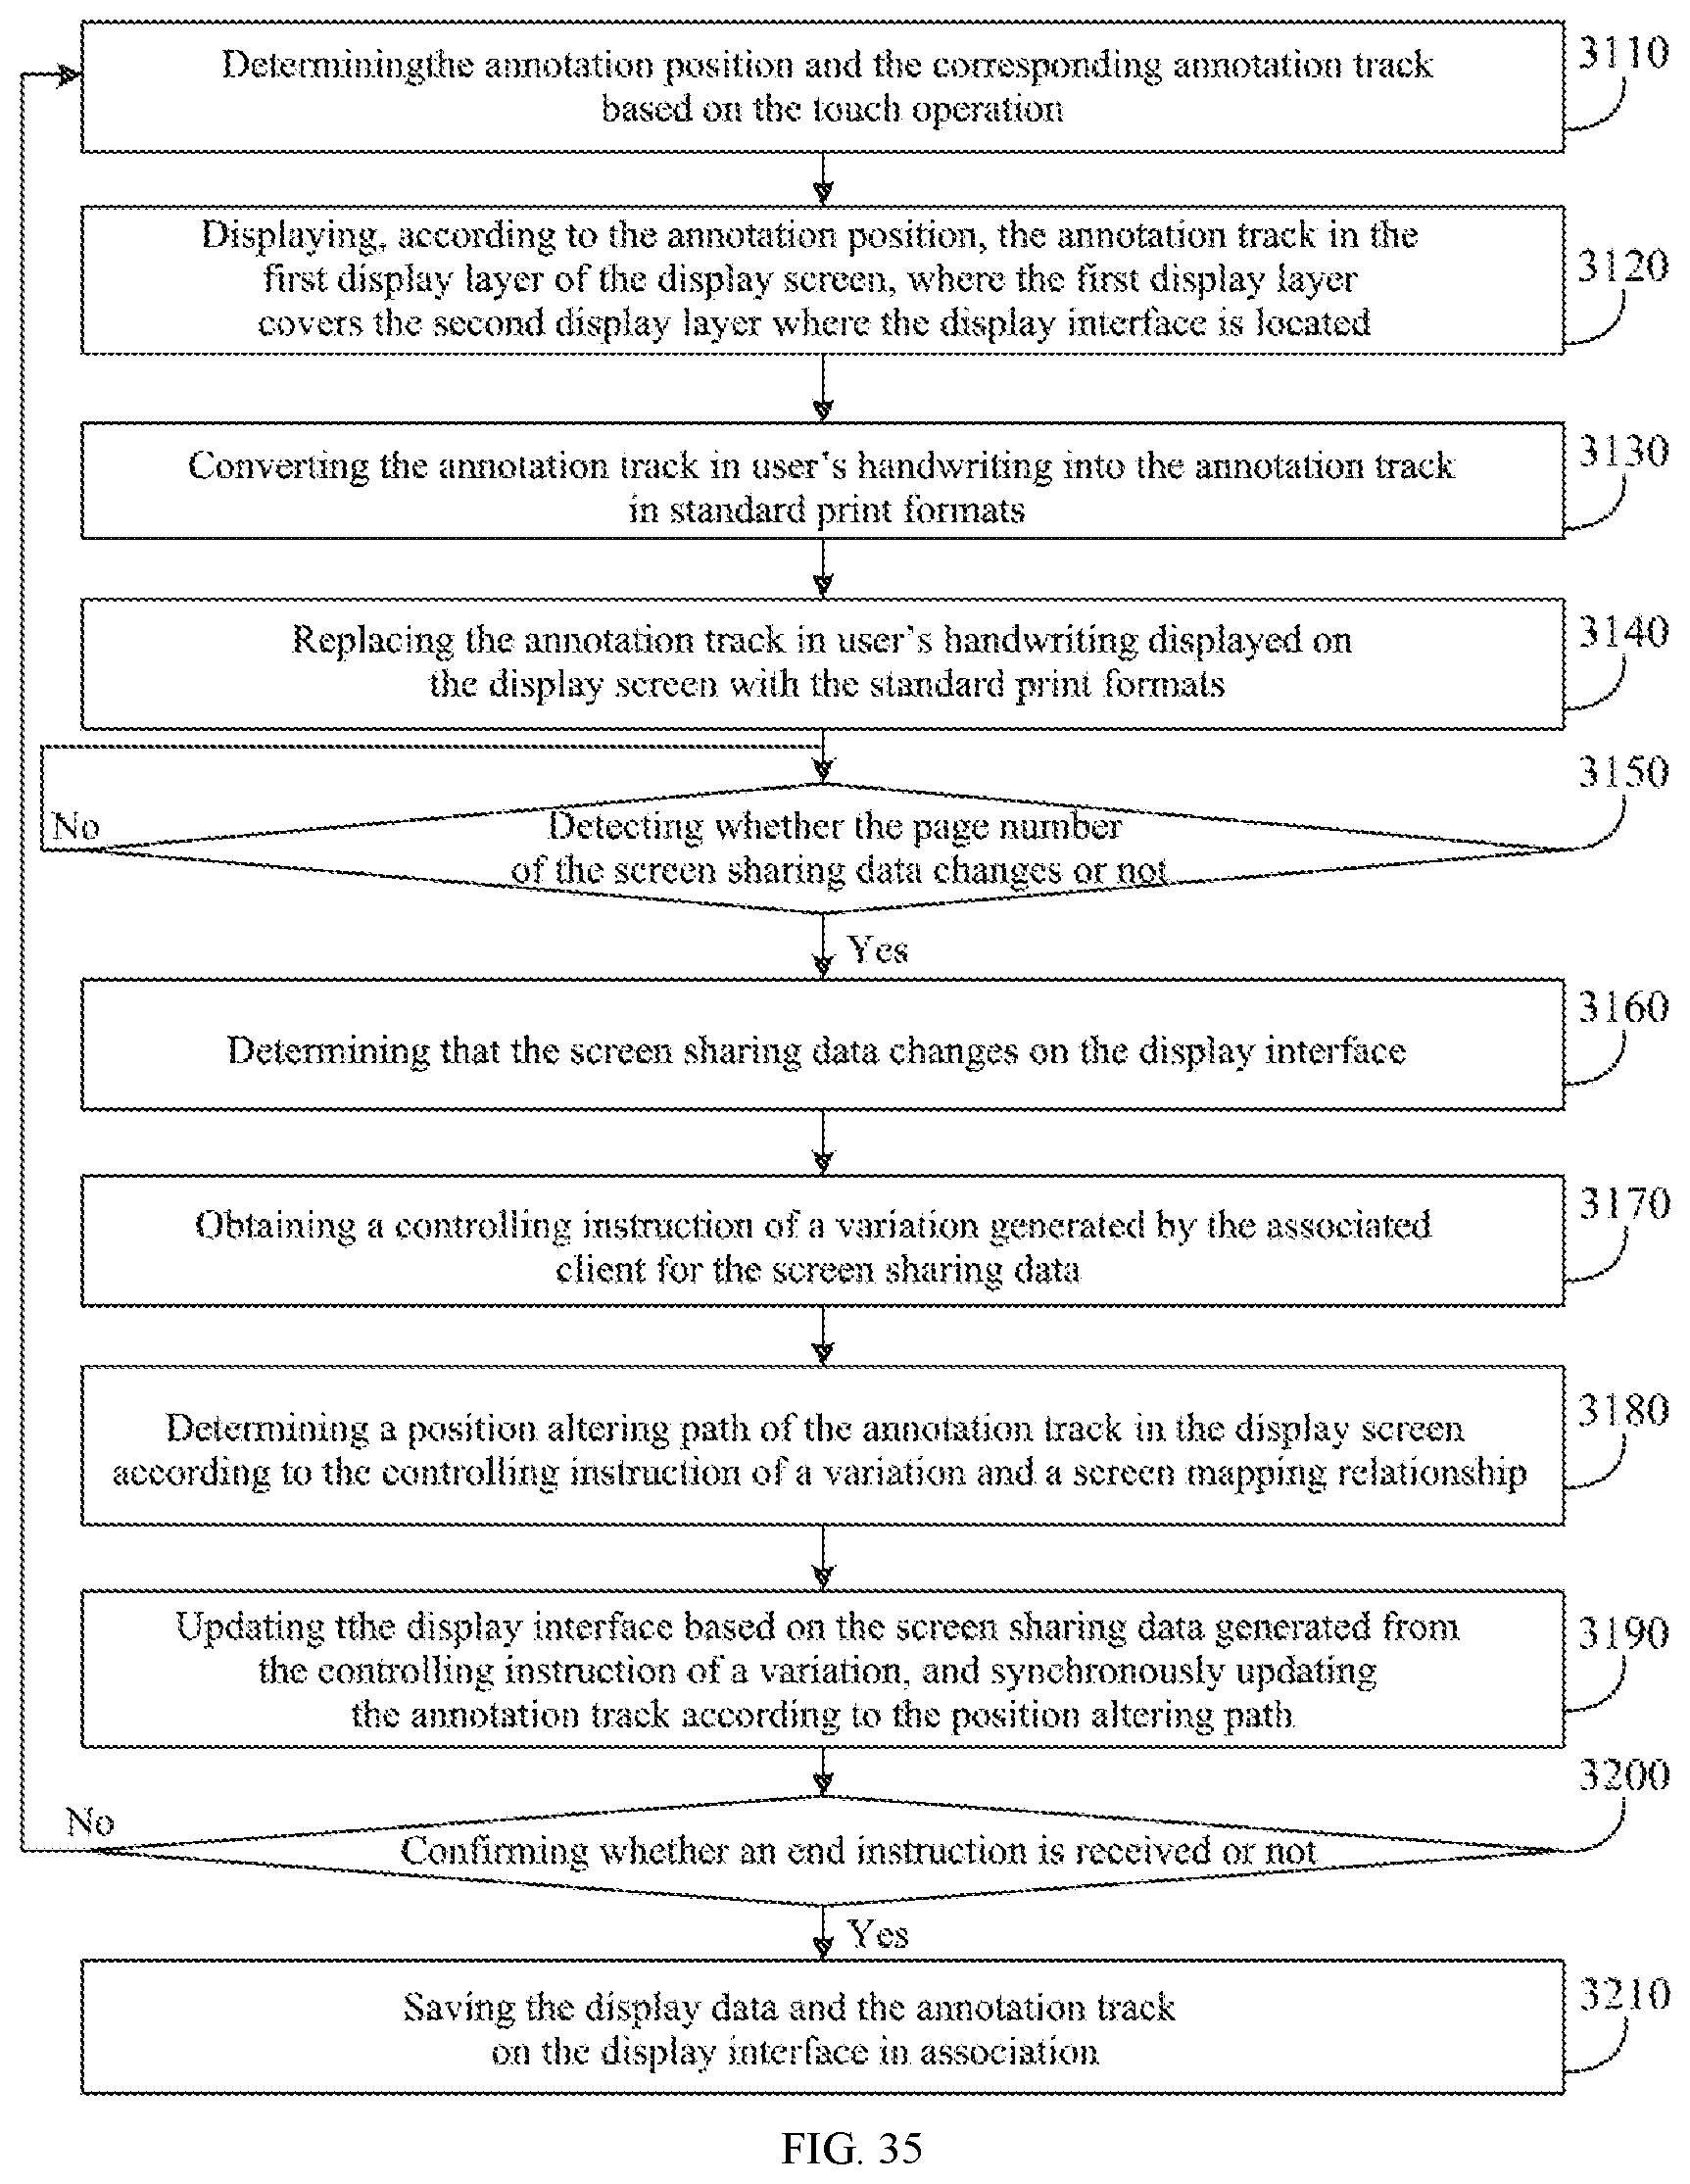 Determiningthe annotation position and the corresponding annotation track
based on the touch operation
3110
Displaying, according to the annotation position, the annotation track in the
first display layer of the display screen, where the first display layer
covers the second display layer where the display interface is located
3120
Converting the annotation track in user's handwriting into the annotation track
in standard print formats
3130
Replacing the annotation track in user's handwriting displayed on
the display screen with the standard print formats
3140
3150
No
Detecting whether the page number
of the screen sharing data changes or not
Yes
Determining that the screen sharing data changes on the display interface
3160
Obtaining a controlling instruction of a variation generated by the associated
client for the screen sharing data
3170
Determining a position altering path of the annotation track in the display screen
according to the controlling instruction of a variation and a screen mapping relationship
3180
Updating tthe display interface based on the screen sharing data generated from
the controlling instruction of a variation, and synchronously updating
the annotation track according to the position altering path
3190
3200
No
Confirming whether an end instruction is received or not
Yes
Saving the display data and the annotation track
on the display interface in association
3210
FIG. 35